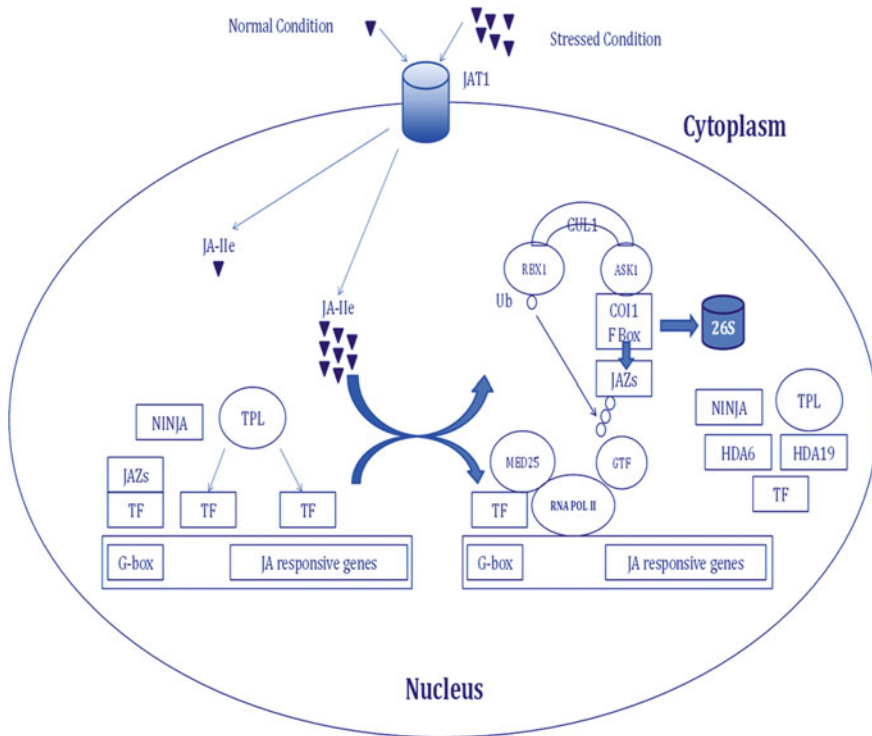 Normal Condition
Stressed Condition
JAT1
Cytoplasm
JA-IIe
JA-IIe
CUL1
RBX1
ASK1
Ub
COI1
F Box
26S
JAZs
NINJA
TPL
NINJA
TPL
HDA6
HDA19
TF
JAZs
TF
TF
TF
MED25
GTF
TF
RNA POL II
G-box
JA responsive genes
G-box
JA responsive genes
Nucleus